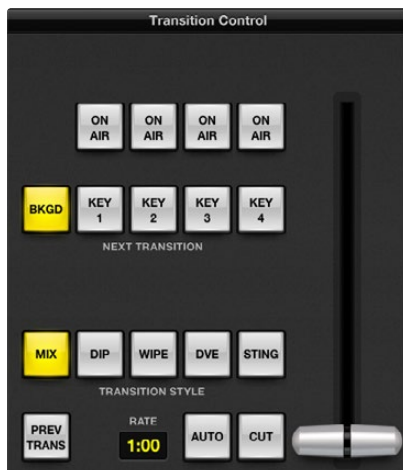 Transition Control
ON ON ON ON
AIR AIR AIR AIR
BKGD KEY KEY KEY KEY
1 2 3 4
NEXT TRANSITION
MIX DIP WIPE DVE STING
TRANSITION STYLE
RATE
PREV TRANS 1:00 AUTO CUT